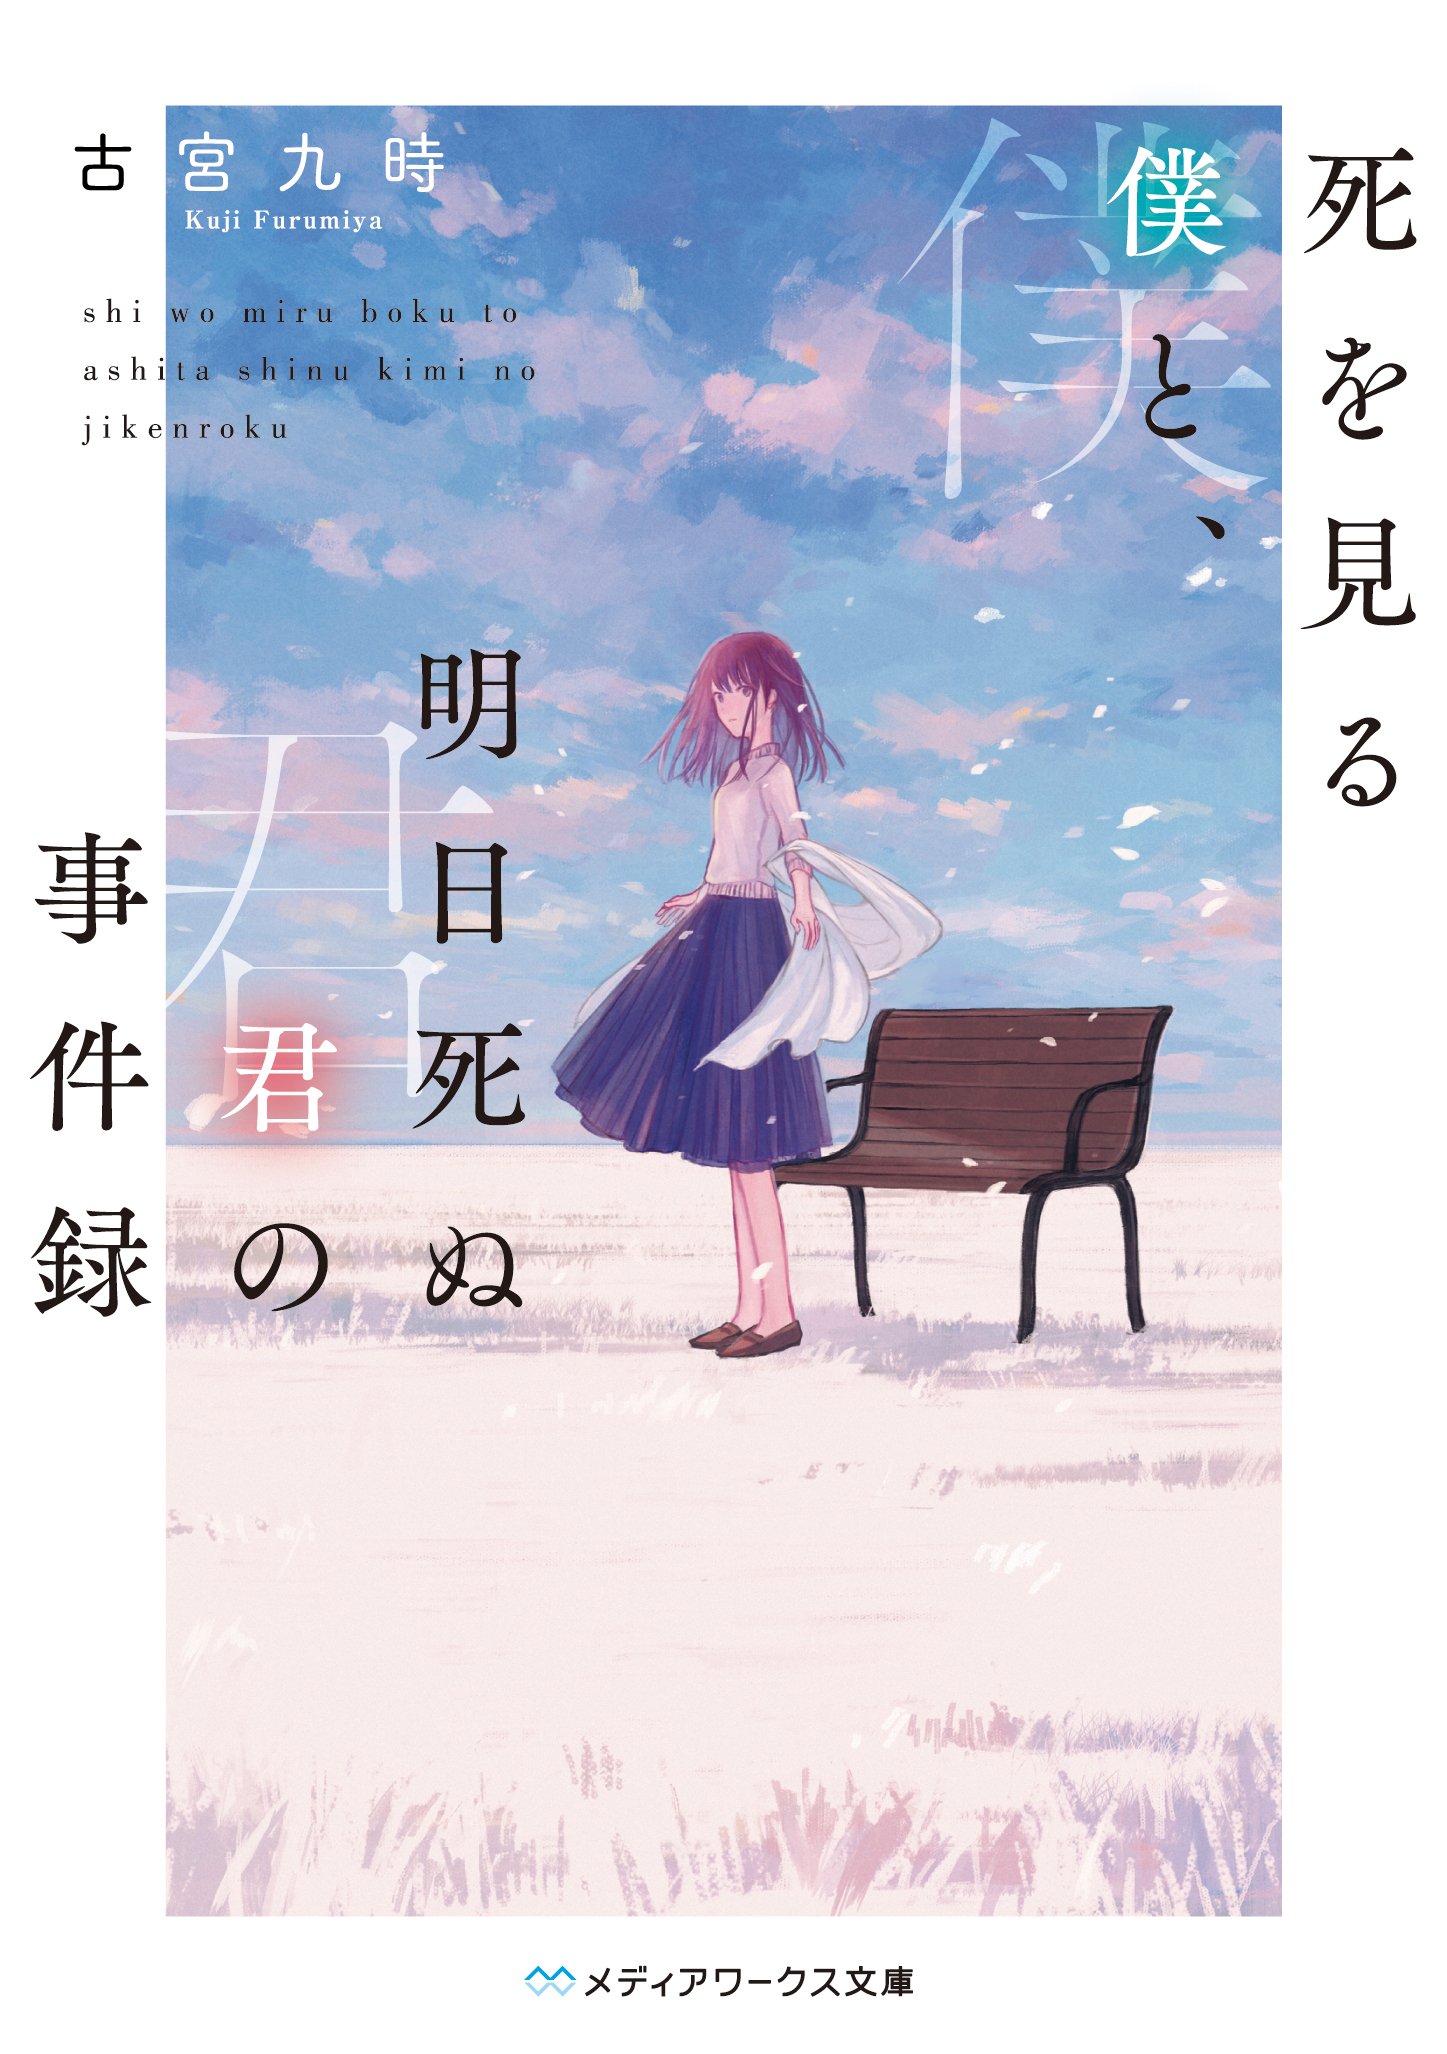 死を見る
僕と、
明日死ぬ
君の
事件録
古宮九時
Kuji Furumiya
shi wo miru boku to
ashita shinu kimi no
jikenroku
僕
君
メディアワークス文庫